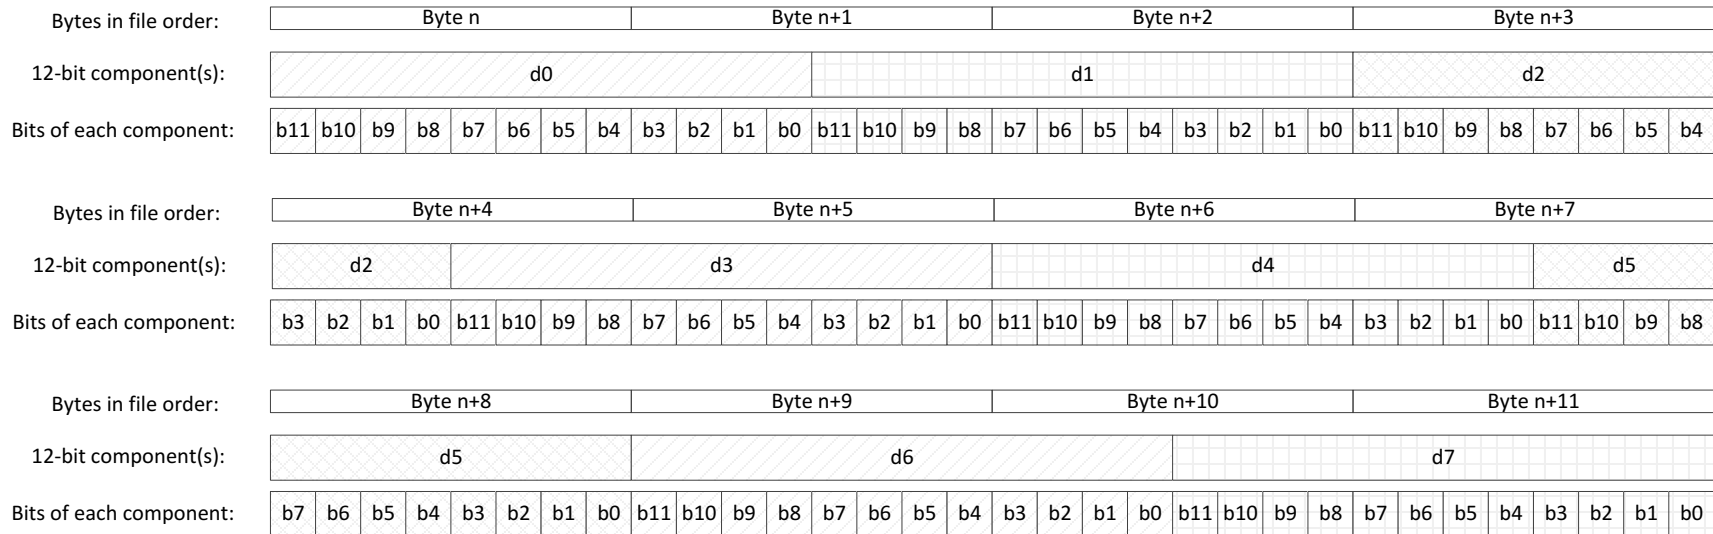 Bytes in file order: Byte n Byte n+1 Byte n+2 Byte n+3
12-bit component(s): d0 d1 d2
Bits of each component: b11 b10 b9 b8 b7 b6 b5 b4 b3 b2 b1 b0 b11 b10 b9 b8 b7 b6 b5 b4 b3 b2 b1 b0 b11 b10 b9 b8 b7 b6 b5 b4
Bytes in file order: Byte n+4 Byte n+5 Byte n+6 Byte n+7
12-bit component(s): d2 d3 d4 d5
Bits of each component: b3 b2 b1 b0 b11 b10 b9 b8 b7 b6 b5 b4 b3 b2 b1 b0 b11 b10 b9 b8 b7 b6 b5 b4 b3 b2 b1 b0 b11 b10 b9 b8
Bytes in file order: Byte n+8 Byte n+9 Byte n+10 Byte n+11
12-bit component(s): d5 d6 d7
Bits of each component: b7 b6 b5 b4 b3 b2 b1 b0 b11 b10 b9 b8 b7 b6 b5 b4 b3 b2 b1 b0 b11 b10 b9 b8 b7 b6 b5 b4 b3 b2 b1 b0